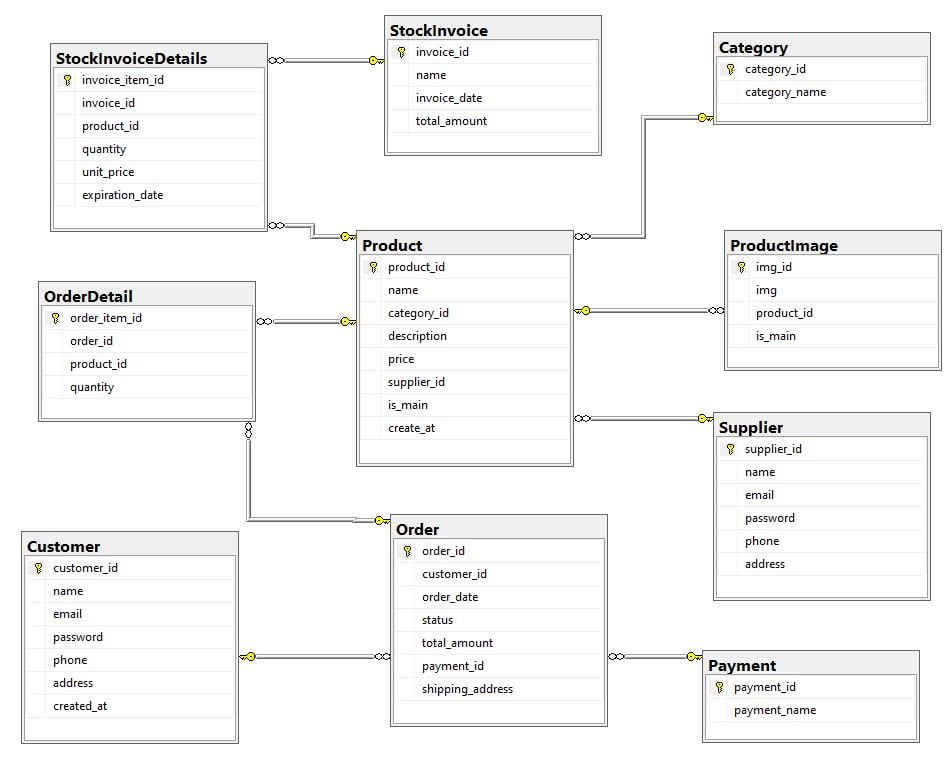 StockInvoiceDetails
invoice_item_id
invoice_id
product_id
quantity
unit_price
expiration_date
StockInvoice
invoice_id
name
invoice_date
total_amount
Category
category_id
category_name
Product
product_id
name
category_id
description
price
supplier_id
is_main
create_at
ProductImage
img_id
img
product_id
is_main
OrderDetail
order_item_id
order_id
product_id
quantity
Supplier
supplier_id
name
email
password
phone
address
Customer
customer_id
name
email
password
phone
address
created_at
Order
order_id
customer_id
order_date
status
total_amount
payment_id
shipping_address
Payment
payment_id
payment_name